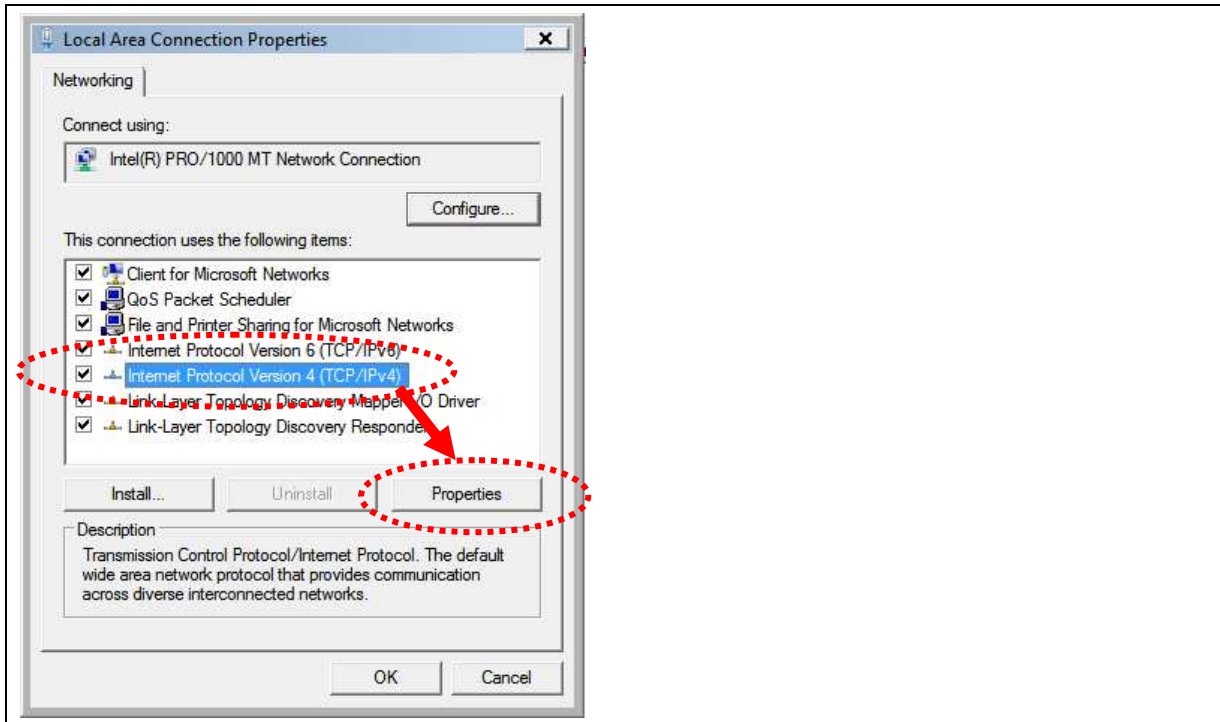 Local Area Connection Properties
Networking
Connect using:
Intel(R) PRO/1000 MT Network Connection
Configure...
This connection uses the following items:
Client for Microsoft Networks
QoS Packet Scheduler
File and Printer Sharing for Microsoft Networks
Internet Protocol Version 6 (TCP/IPv6)
Internet Protocol Version 4 (TCP/IPv4)
Link-Layer Topology Discovery Mapper I/O Driver
Link-Layer Topology Discovery Responder
Install...
Uninstall
Properties
Description
Transmission Control Protocol/Internet Protocol. The default
wide area network protocol that provides communication
across diverse interconnected networks.
OK
Cancel